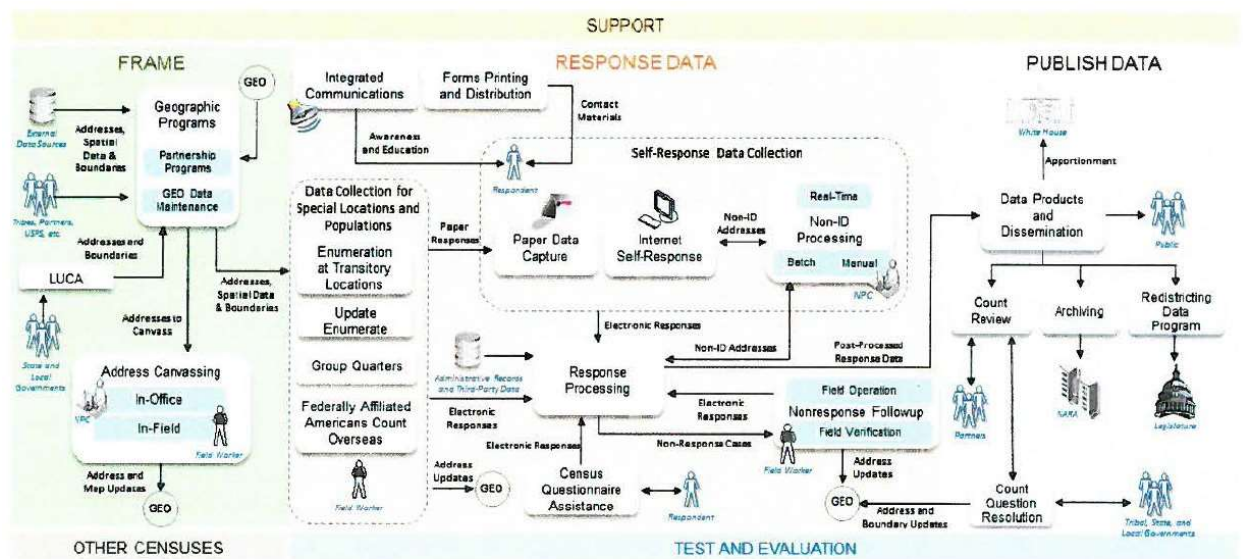 SUPPORT
FRAME
GEO
Geographic
Programs
Partnership
Programs
GEO Data
Maintenance
External
Data Sources
Addresses,
Spatial
Data &
Boundaries
Tribes, Partners,
USPS, etc.
Addresses and
Boundaries
LUCA
State and
Local
Governments
Addresses to
Canvass
Addresses,
Spatial Data
& Boundaries
Address Canvassing
In-Office
In-Field
NPC
Field Worker
Address and
Map Updates
GEO
OTHER CENSUSES
RESPONSE DATA
Integrated
Communications
Forms Printing
and Distribution
Awareness
and Education
Contact
Materials
Respondent
Self-Response Data Collection
Data Collection for
Special Locations and
Populations
Enumeration
at Transitory
Locations
Update
Enumerate
Group Quarters
Federally Affiliated
Americans Count
Overseas
Field Worker
Paper
Responses
Paper Data
Capture
Internet
Self-Response
Non-ID
Addresses
Real-Time
Non-ID
Processing
Batch
Manual
NPC
Electronic Responses
Non-ID Addresses
Post-Processed
Response Data
Administrative Records
and Third-Party Data
Response
Processing
Electronic
Responses
Electronic
Responses
Field Operation
Nonresponse Followup
Field Verification
Field Worker
Non-Response Cases
Electronic Responses
Address
Updates
GEO
Census
Questionnaire
Assistance
Respondent
Address
Updates
GEO
Address and
Boundary Updates
PUBLISH DATA
White House
Apportionment
Data Products
and
Dissemination
Public
Count
Review
Archiving
Redistricting
Data
Program
Partners
NARA
Legislature
Count
Question
Resolution
Tribal, State, and
Local Governments
TEST AND EVALUATION